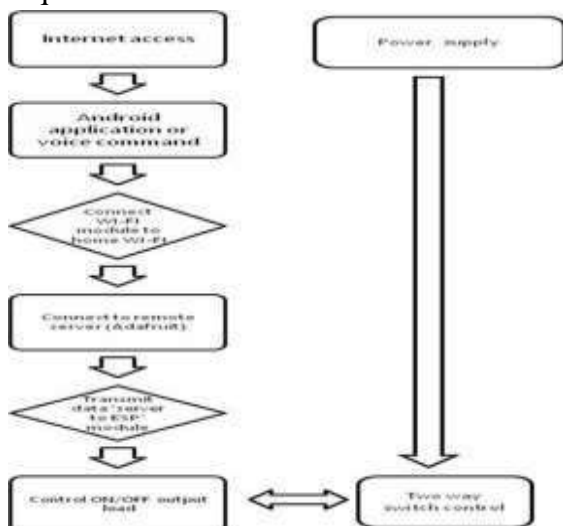 Internet access
Power supply
Android
application or
voice command
Connect
WI-FI
module to
home WI-FI
Connect to remote
server (Adafruit)
Transmit
data 'server
to ESP'
module
Control ON/OFF output
load
Two way
switch control